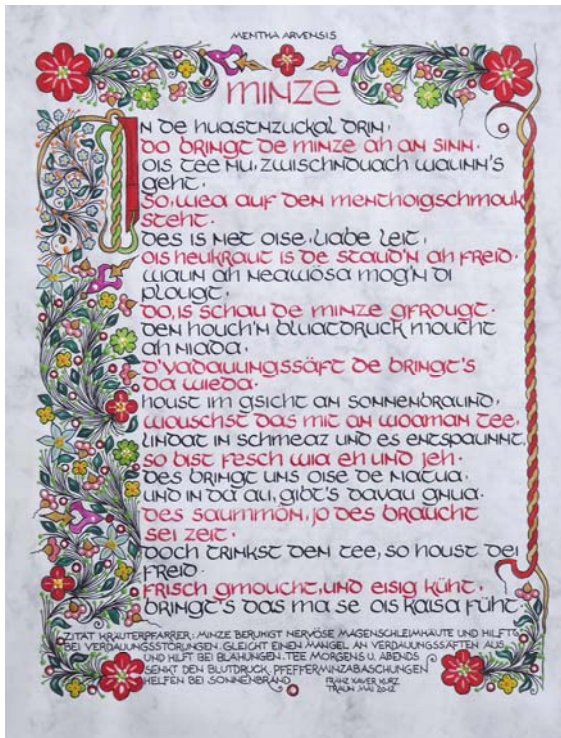 MENTHA ARVENSIS
MINZE
IN DE HUASTNZUCKAL DRIN,
DO BRINGT DE MINZE AH AN SINN.
OIS TEE NU, ZWISCHNDUACH WAUNN'S
GEHT,
SO, WIA AUF DEN MENTHOIGSCHMOUK
STEHT.
DES IS NET OISE, LIABE LEIT,
OIS HEUKRAUT IS DE STAUD'N AH FREID.
WAUN AH NEAWÖSA MOG'N DI
PLOUGT,
DO, IS SCHAU DE MINZE GFROUGT.
DEN HOUCH'N BLUATDRUCK MOUCHT
AH NIADA,
D'VADAUUNGSSÄFT DE BRINGT'S
DA WIEDA.
HOUST IM GSICHT AN SONNENBRAUND,
WOUSCHST DAS MIT AN WOAMAN TEE,
LINDAT IN SCHMEAZ UND ES ENTSPAUNNT,
SO BIST FESCH WIA EH UND JEH.
DES BRINGT UNS OISE DE NATUA,
UND IN DA AU, GIBT'S DAVAU GNUA.
DES SAUMMÖN, JO DES BRAUCHT
SEI ZEIT.
DOCH TRINKST DEN TEE, SO HOUST DEI
FREID.
FRISCH GMOUCHT, UND EISIG KÜHT,
BRINGT'S DAS MA SE OIS KAISA FÜHT.
ZITAT KRÄUTERPFARRER: MINZE BERUHIGT NERVÖSE MAGENSCHLEIMHÄUTE UND HILFT
BEI VERDAUUNGSSTÖRUNGEN. GLEICHT EINEN MANGEL AN VERDAUUNGSSÄFTEN AUS
UND HILFT BEI BLÄHUNGEN. TEE MORGENS U. ABENDS
SENKT DEN BLUTDRUCK, PFEFFERMINZABASCHUNGEN
HELFEN BEI SONNENBRAND
FRANZ XAVER KURZ
TRAUN MAI 2012